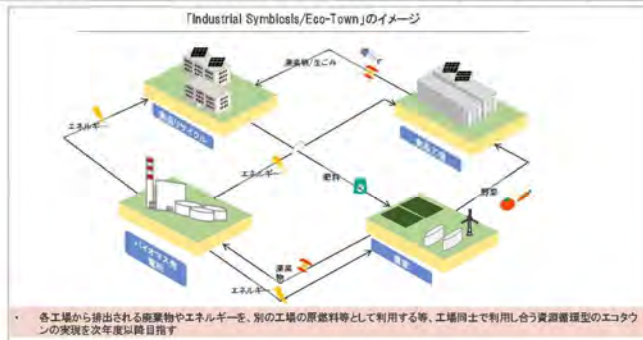 「Industrial Symbiosis/Eco-Town」のイメージ
廃棄物/生ごみ
エネルギー
食品リサイクル
エネルギー
食品工場
肥料
野菜
バイオマス発
電所
廃棄
物
農家
エネルギー
・ 各工場から排出される廃棄物やエネルギーを、別の工場の原燃料等として利用する等、工場同士で利用し合う資源循環型のエコタウ
ンの実現を次年度以降目指す